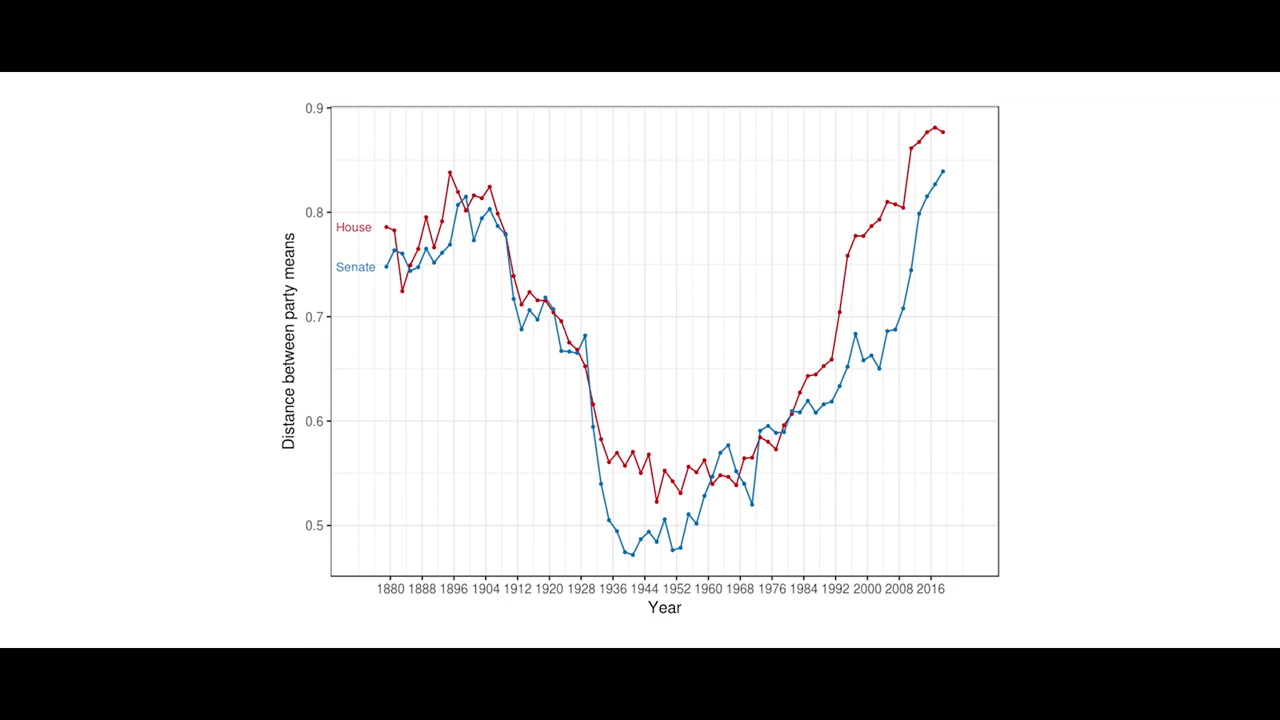 0.9
0.8
0.7
0.6
0.5
Distance between party means
House
Senate
1880 1888 1896 1904 1912 1920 1928 1936 1944 1952 1960 1968 1976 1984 1992 2000 2008 2016
Year